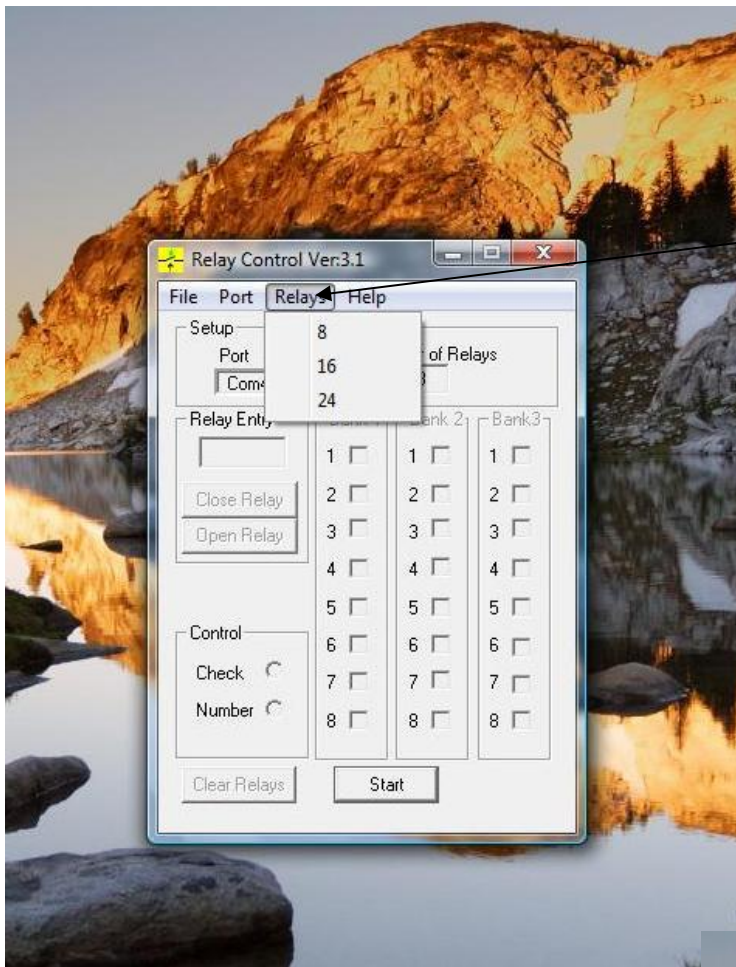 Relay Control Ver:3.1
File Port Relays Help
Setup
8
16
24
Port
of Relays
Relay Entry
Bank 2
Bank3
1 1 1
2 2 2
3 3 3
4 4 4
5 5 5
6 6 6
7 7 7
8 8 8
Close Relay
Open Relay
Control
Check
Number
Clear Relays
Start